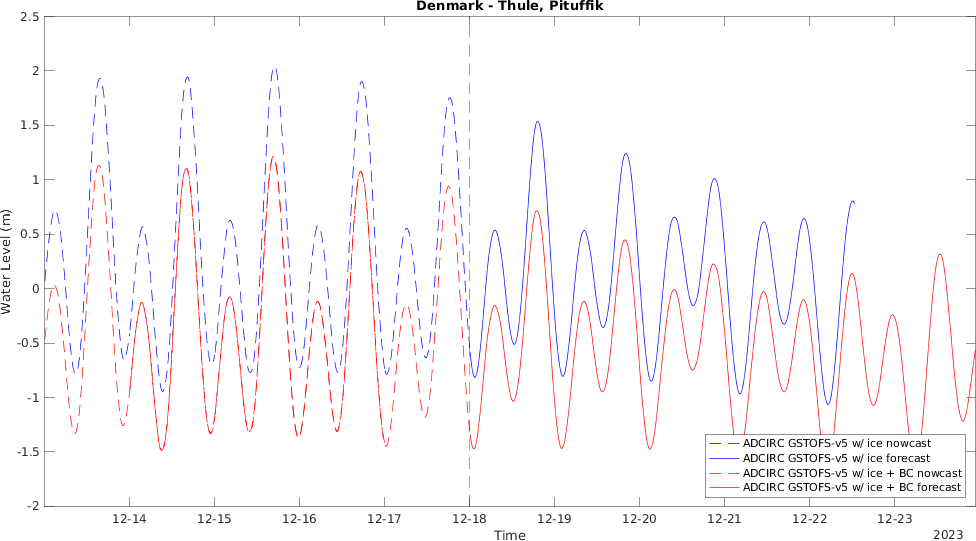 Denmark - Thule, Pituffik
2.5
2
1.5
1
0.5
0
-0.5
-1
-1.5
-2
Water Level (m)
ADCIRC GSTOFS-v5 w/ ice nowcast
ADCIRC GSTOFS-v5 w/ ice forecast
ADCIRC GSTOFS-v5 w/ ice + BC nowcast
ADCIRC GSTOFS-v5 w/ ice + BC forecast
12-14 12-15 12-16 12-17 12-18 12-19 12-20 12-21 12-22 12-23
Time
2023